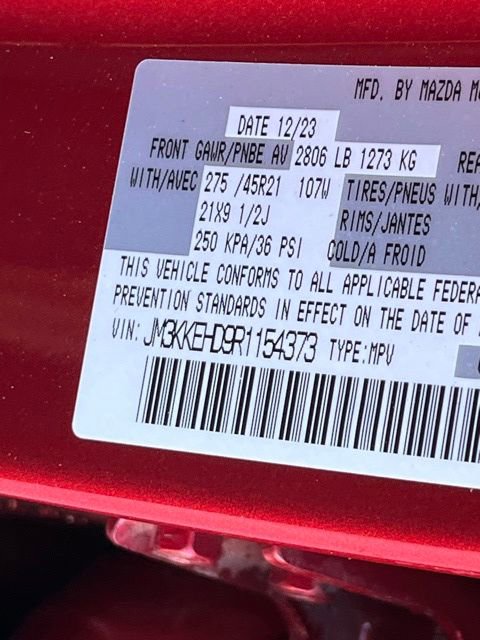 MFD. BY MAZDA
DATE 12/23
FRONT GAWR/PNBE AV 2806 LB 1273 KG
WITH/AVEC 275 /45R21 107W TIRES/PNEUS WITH/
21X9 1/2J RIMS/JANTES
250 KPA/36 PSI COLD/A FROID
THIS VEHICLE CONFORMS TO ALL APPLICABLE FEDERA
PREVENTION STANDARDS IN EFFECT ON THE DATE OF
VIN: JM3KKEHD9R1154373 TYPE:MPV